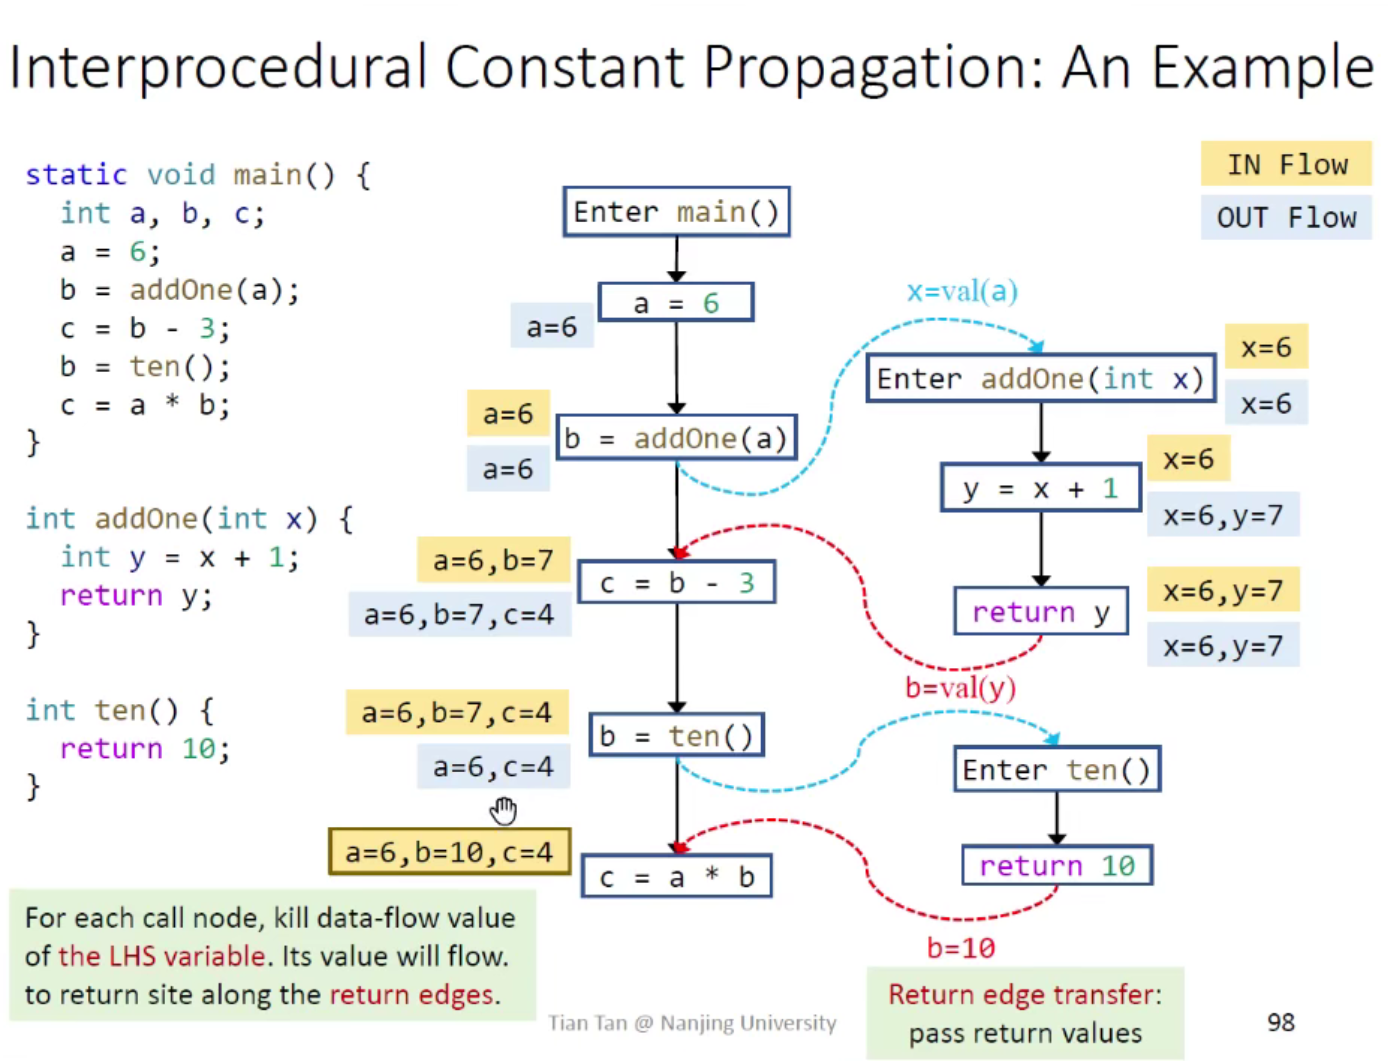 Interprocedural Constant Propagation: An Example
static void main() {
int a, b, c;
a = 6;
b = addOne(a);
c = b - 3;
b = ten();
c = a * b;
}
int addOne(int x) {
int y = x + 1;
return y;
}
int ten() {
return 10;
}
For each call node, kill data-flow value
of the LHS variable. Its value will flow.
to return site along the return edges.
Enter main()
a = 6
a=6
a=6
b = addOne(a)
a=6
a=6,b=7
c = b - 3
a=6,b=7,c=4
a=6,b=7,c=4
b = ten()
a=6,c=4
a=6,b=10,c=4
c = a * b
IN Flow
OUT Flow
x=val(a)
x=6
Enter addOne(int x)
x=6
x=6
y = x + 1
x=6,y=7
x=6,y=7
return y
x=6,y=7
b=val(y)
Enter ten()
return 10
b=10
Return edge transfer:
pass return values
Tian Tan @ Nanjing University
98